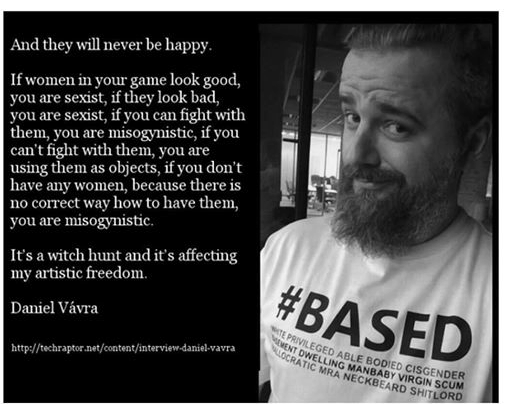 And they will never be happy.
If women in your game look good,
you are sexist, if they look bad,
you are sexist, if you can fight with
them, you are misogynistic, if you
can't fight with them, you are
using them as objects, if you don't
have any women, because there is
no correct way how to have them,
you are misogynistic.
It's a witch hunt and it's affecting
my artistic freedom.
Daniel Vávra
http://techraptor.net/content/interview-daniel-vavra
#BASED
PRIVILEGED ABLE BODIED CISGENDER
DWELLING MANBABY VIRGIN SCUM
MRA NECKBEARD SHITLORD